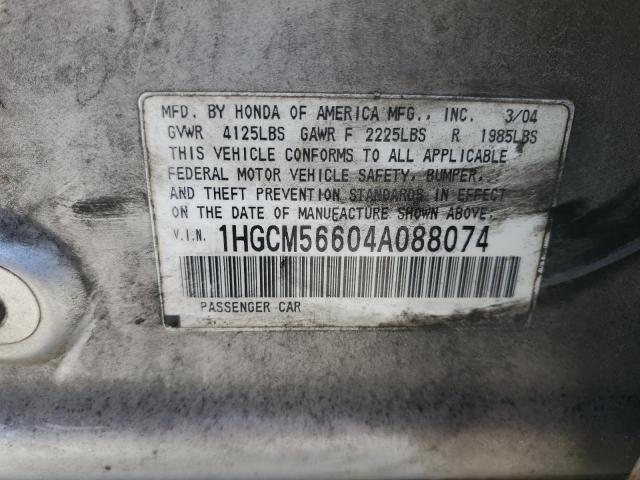 MFD. BY HONDA OF AMERICA MFG., INC. 3/04
GVWR 4125LBS GAWR F 2225LBS R 1985LBS
THIS VEHICLE CONFORMS TO ALL APPLICABLE
FEDERAL MOTOR VEHICLE SAFETY, BUMPER,
AND THEFT PREVENTION STANDARDS IN EFFECT
ON THE DATE OF MANUFACTURE SHOWN ABOVE.
V.I.N. 1HGCM56604A088074
PASSENGER CAR